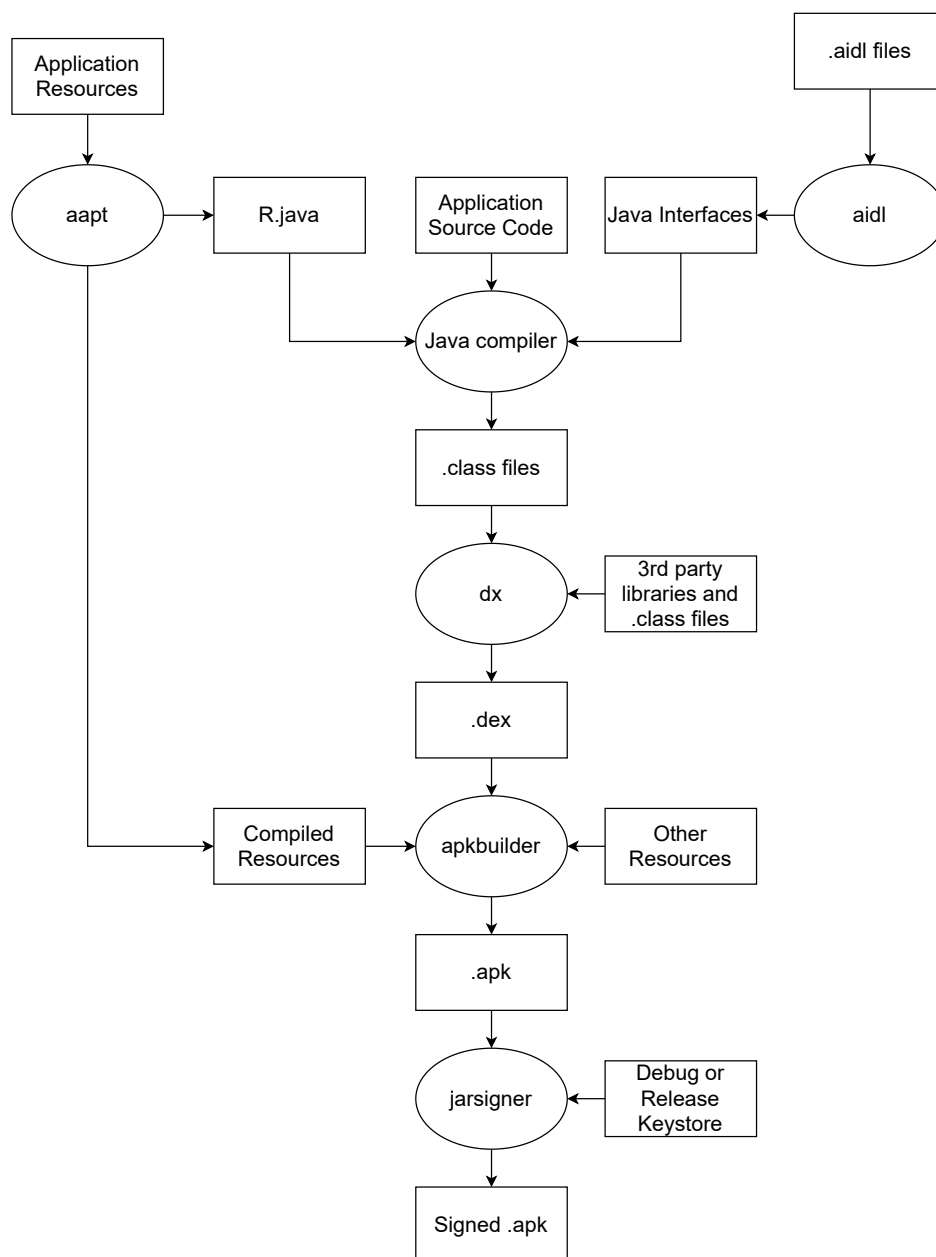 Application
Resources
.aidl files
aapt
R.java
Application
Source Code
Java Interfaces
aidl
Java compiler
.class files
dx
3rd party
libraries and
.class files
.dex
Compiled
Resources
apkbuilder
Other
Resources
.apk
jarsigner
Debug or
Release
Keystore
Signed .apk